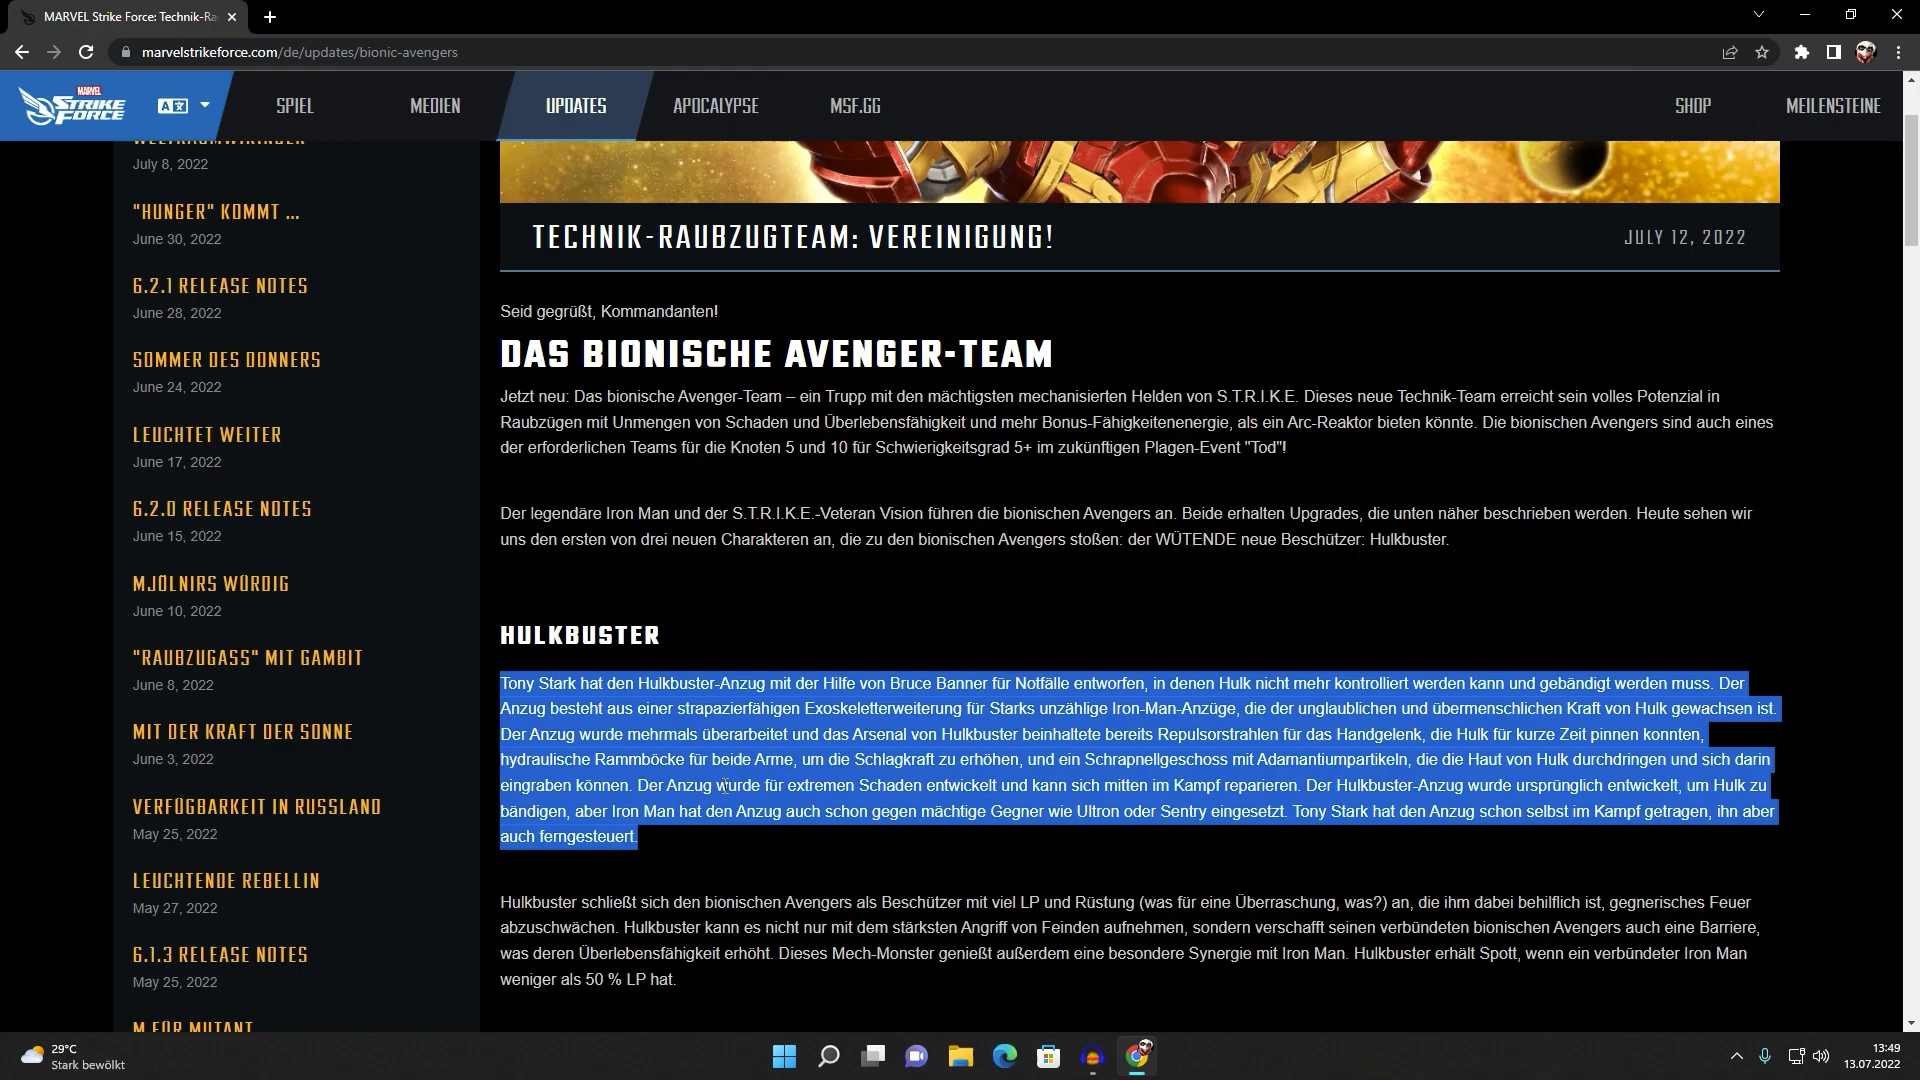 MARVEL Strike Force: Technik-Ra
marvelstrikeforce.com/de/updates/bionic-avengers
MARVEL
STRIKE
FORCE
SPIEL
MEDIEN
UPDATES
APOCALYPSE
MSF.GG
SHOP
MEILENSTEINE
WELTRAUMWIKINGER
July 8, 2022
"HUNGER" KOMMT ...
June 30, 2022
6.2.1 RELEASE NOTES
June 28, 2022
SOMMER DES DONNERS
June 24, 2022
LEUCHTET WEITER
June 17, 2022
6.2.0 RELEASE NOTES
June 15, 2022
MJÖLNIRS WÜRDIG
June 10, 2022
"RAUBZUGASS" MIT GAMBIT
June 8, 2022
MIT DER KRAFT DER SONNE
June 3, 2022
VERFÜGBARKEIT IN RUSSLAND
May 25, 2022
LEUCHTENDE REBELLIN
May 27, 2022
6.1.3 RELEASE NOTES
May 25, 2022
M FÜR MUTANT
TECHNIK-RAUBZUGTEAM: VEREINIGUNG!
JULY 12, 2022
Seid gegrüßt, Kommandanten!
DAS BIONISCHE AVENGER-TEAM
Jetzt neu: Das bionische Avenger-Team – ein Trupp mit den mächtigsten mechanisierten Helden von S.T.R.I.K.E. Dieses neue Technik-Team erreicht sein volles Potenzial in
Raubzügen mit Unmengen von Schaden und Überlebensfähigkeit und mehr Bonus-Fähigkeitenenergie, als ein Arc-Reaktor bieten könnte. Die bionischen Avengers sind auch eines
der erforderlichen Teams für die Knoten 5 und 10 für Schwierigkeitsgrad 5+ im zukünftigen Plagen-Event "Tod"!
Der legendäre Iron Man und der S.T.R.I.K.E.-Veteran Vision führen die bionischen Avengers an. Beide erhalten Upgrades, die unten näher beschrieben werden. Heute sehen wir
uns den ersten von drei neuen Charakteren an, die zu den bionischen Avengers stoßen: der WÜTENDE neue Beschützer: Hulkbuster.
HULKBUSTER
Tony Stark hat den Hulkbuster-Anzug mit der Hilfe von Bruce Banner für Notfälle entworfen, in denen Hulk nicht mehr kontrolliert werden kann und gebändigt werden muss. Der
Anzug besteht aus einer strapazierfähigen Exoskeletterweiterung für Starks unzählige Iron-Man-Anzüge, die der unglaublichen und übermenschlichen Kraft von Hulk gewachsen ist.
Der Anzug wurde mehrmals überarbeitet und das Arsenal von Hulkbuster beinhaltete bereits Repulsorstrahlen für das Handgelenk, die Hulk für kurze Zeit pinnen konnten,
hydraulische Rammböcke für beide Arme, um die Schlagkraft zu erhöhen, und ein Schrapnellgeschoss mit Adamantiumpartikeln, die die Haut von Hulk durchdringen und sich darin
eingraben können. Der Anzug wurde für extremen Schaden entwickelt und kann sich mitten im Kampf reparieren. Der Hulkbuster-Anzug wurde ursprünglich entwickelt, um Hulk zu
bändigen, aber Iron Man hat den Anzug auch schon gegen mächtige Gegner wie Ultron oder Sentry eingesetzt. Tony Stark hat den Anzug schon selbst im Kampf getragen, ihn aber
auch ferngesteuert.
Hulkbuster schließt sich den bionischen Avengers als Beschützer mit viel LP und Rüstung (was für eine Überraschung, was?) an, die ihm dabei behilflich ist, gegnerisches Feuer
abzuschwächen. Hulkbuster kann es nicht nur mit dem stärksten Angriff von Feinden aufnehmen, sondern verschafft seinen verbündeten bionischen Avengers auch eine Barriere,
was deren Überlebensfähigkeit erhöht. Dieses Mech-Monster genießt außerdem eine besondere Synergie mit Iron Man. Hulkbuster erhält Spott, wenn ein verbündeter Iron Man
weniger als 50 % LP hat.
29°C
Stark bewölkt
13:49
13.07.2022